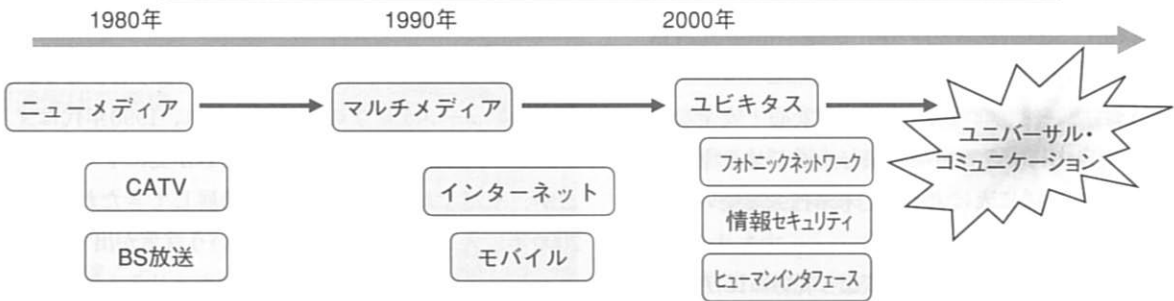 1980年
1990年
2000年
ニューメディア
マルチメディア
ユビキタス
ユニバーサル・
コミュニケーション
CATV
BS放送
インターネット
モバイル
フォトニックネットワーク
情報セキュリティ
ヒューマンインタフェース